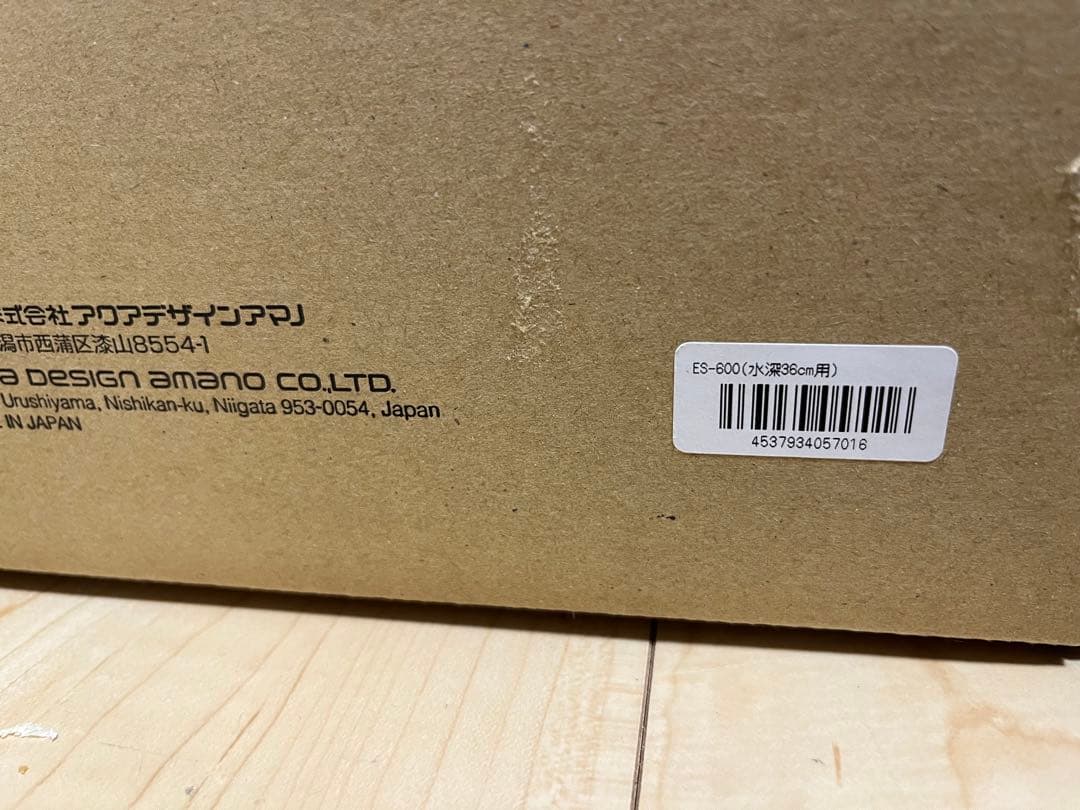 式会社アクアデザインアマノ
潟市西蒲区漆山8554-1
a DESIGN amano CO.,LTD.
Urushiyama, Nishikan-ku, Niigata 953-0054, Japan
IN JAPAN
ES-600(水深36cm用)
4537934057016